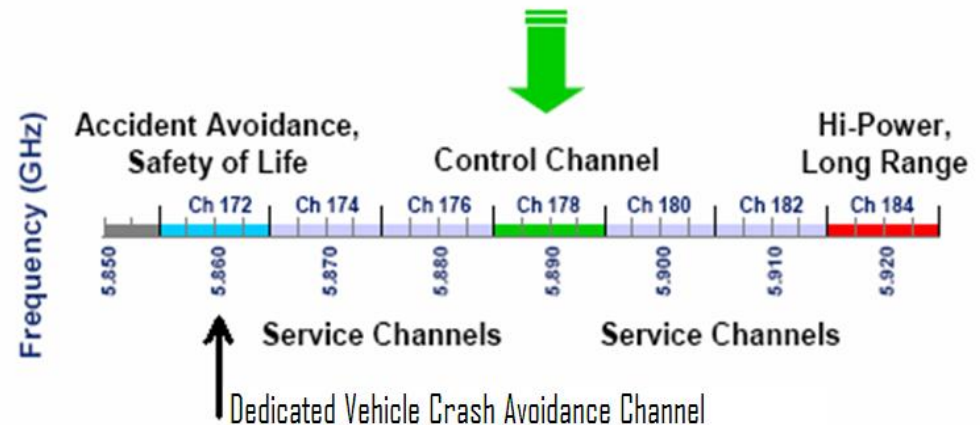 Frequency (GHz)
Accident Avoidance,
Safety of Life
Control Channel
Hi-Power,
Long Range
Ch 172
Ch 174
Ch 176
Ch 178
Ch 180
Ch 182
Ch 184
5.850
5.860
5.870
5.880
5.890
5.900
5.910
5.920
Service Channels
Service Channels
Dedicated Vehicle Crash Avoidance Channel